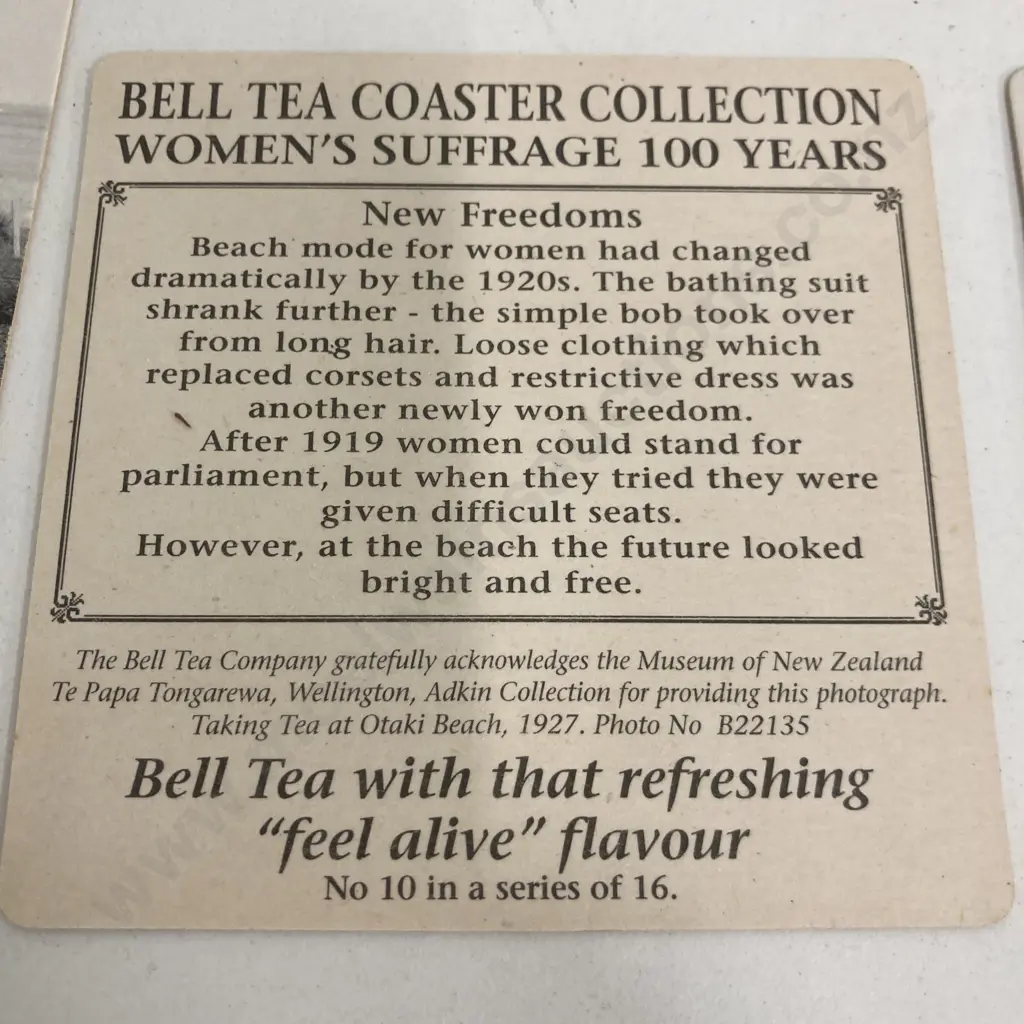 BELL TEA COASTER COLLECTION
WOMEN'S SUFFRAGE 100 YEARS
New Freedoms
Beach mode for women had changed
dramatically by the 1920s. The bathing suit
shrank further - the simple bob took over
from long hair. Loose clothing which
replaced corsets and restrictive dress was
another newly won freedom.
After 1919 women could stand for
parliament, but when they tried they were
given difficult seats.
However, at the beach the future looked
bright and free.
The Bell Tea Company gratefully acknowledges the Museum of New Zealand
Te Papa Tongarewa, Wellington, Adkin Collection for providing this photograph.
Taking Tea at Otaki Beach, 1927. Photo No B22135
Bell Tea with that refreshing
"feel alive" flavour
No 10 in a series of 16.